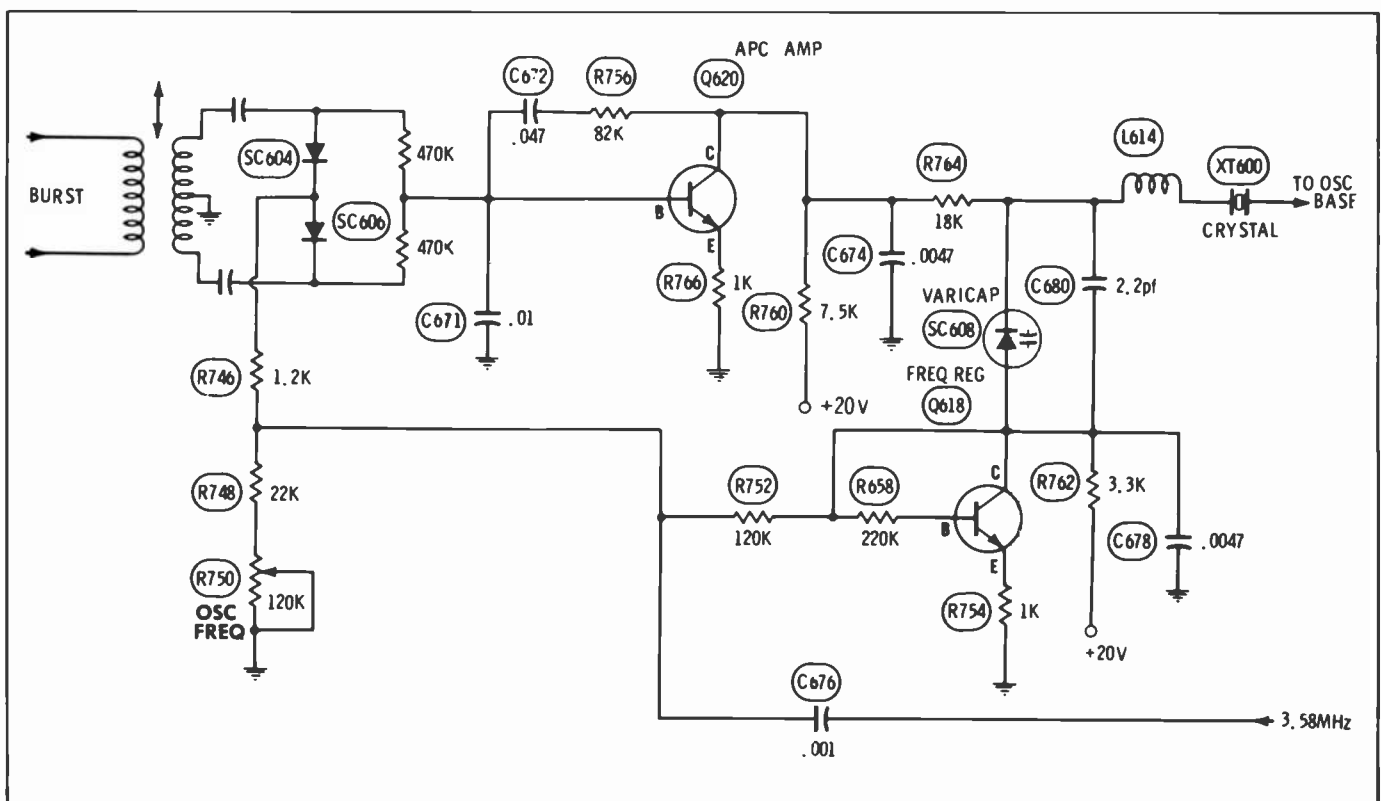 APC AMP
C672
R756
Q620
.047
82K
SC604
470K
BURST
SC606
470K
C
B
E
R766
1K
C671
.01
R760
7.5K
+20V
R764
18K
C674
.0047
L614
XT600
TO OSC
BASE
CRYSTAL
C680
2.2pf
VARICAP
SC608
FREQ REG
Q618
R746
1.2K
R748
22K
R750
120K
OSC
FREQ
R752
120K
R658
220K
C
B
E
R754
1K
R762
3.3K
+20V
C678
.0047
C676
.001
3.58MHz